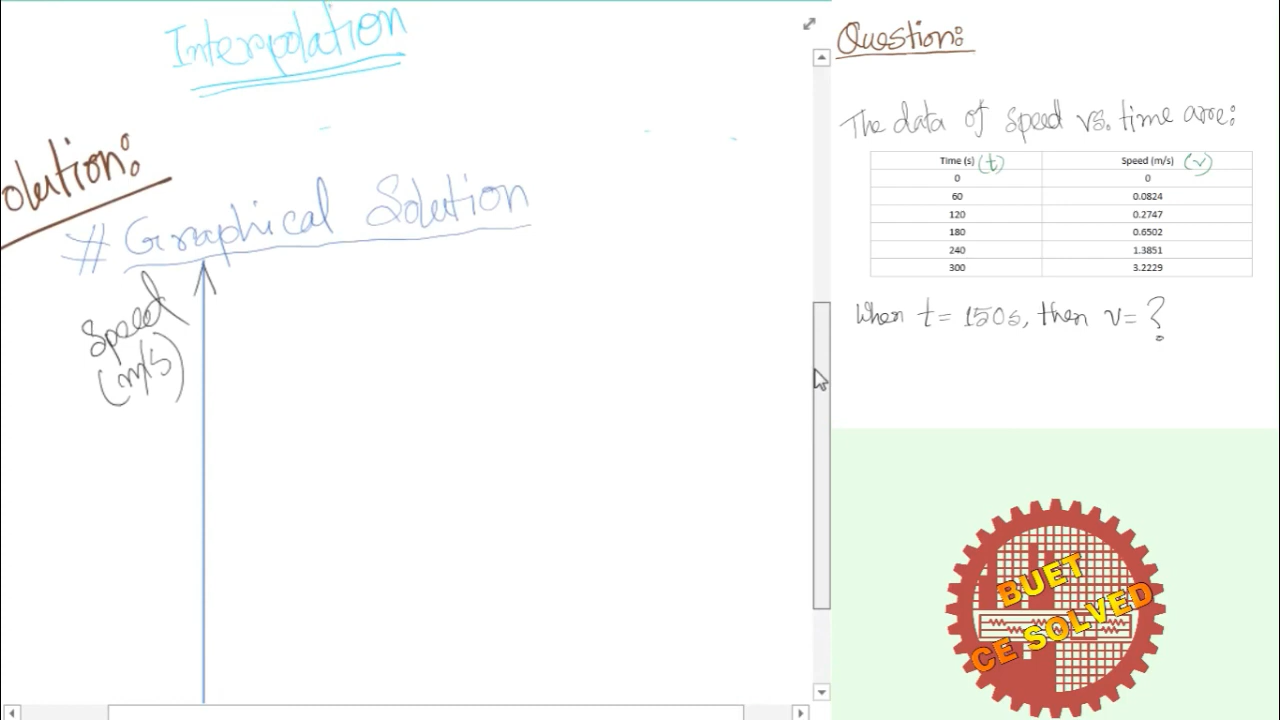 Interpolation
olution:
# Graphical Solution
Speed
(m/s)
Question:
The data of speed vs. time are:
Time (s) (t) Speed (m/s) (v)
0 0
60 0.0824
120 0.2747
180 0.6502
240 1.3851
300 3.2229
When t = 150s, then v= ?
BUET
CE SOLVED